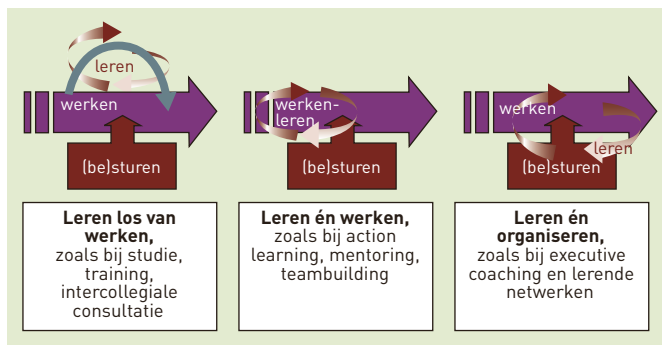 leren
werken
(be)sturen
Leren los van
werken,
zoals bij studie,
training,
intercollegiale
consultatie
werken-
leren
(be)sturen
Leren én werken,
zoals bij action
learning, mentoring,
teambuilding
werken
leren
(be)sturen
Leren én
organiseren,
zoals bij executive
coaching en lerende
netwerken